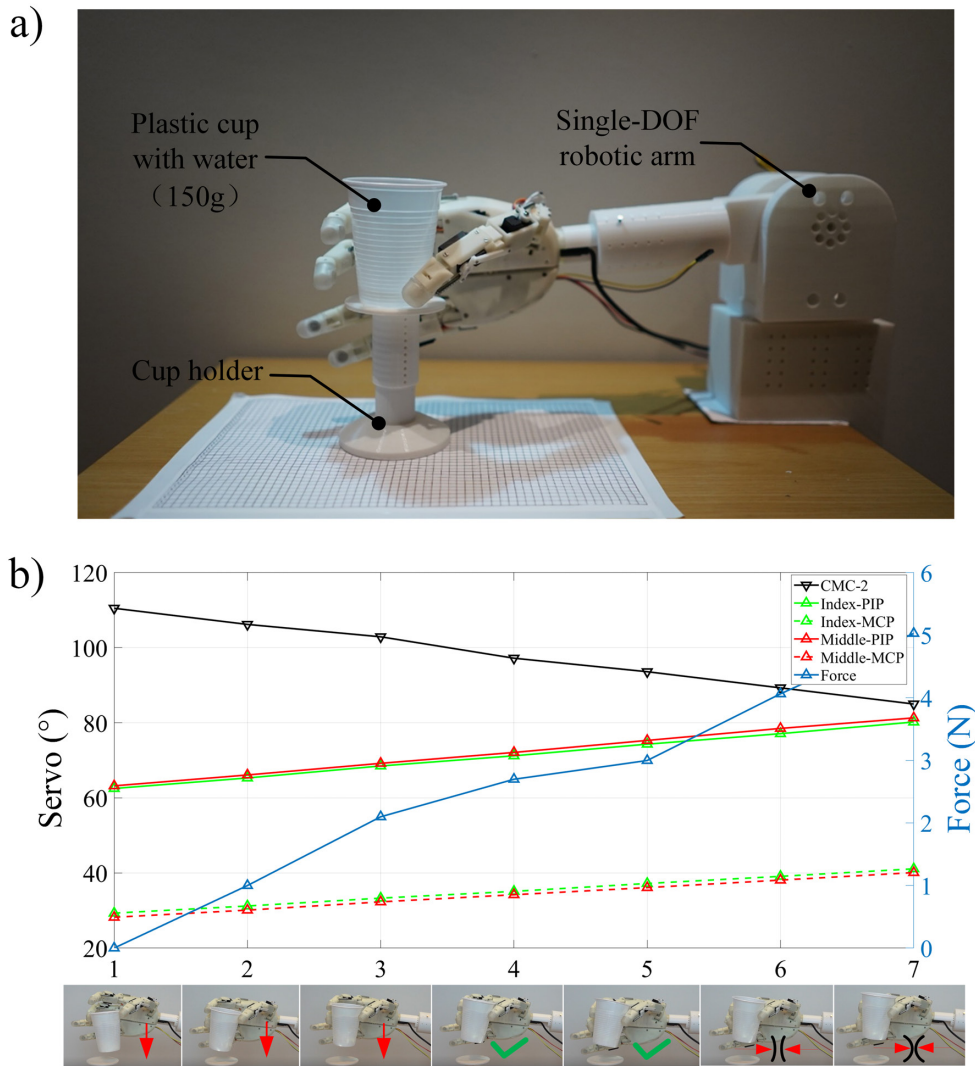 a)
Plastic cup
with water
（150g）
Single-DOF
robotic arm
Cup holder
b)
120
100
80
60
40
20
Servo (°)
CMC-2
Index-PIP
Index-MCP
Middle-PIP
Middle-MCP
Force
6
5
4
3
2
1
0
Force (N)
1 2 3 4 5 6 7